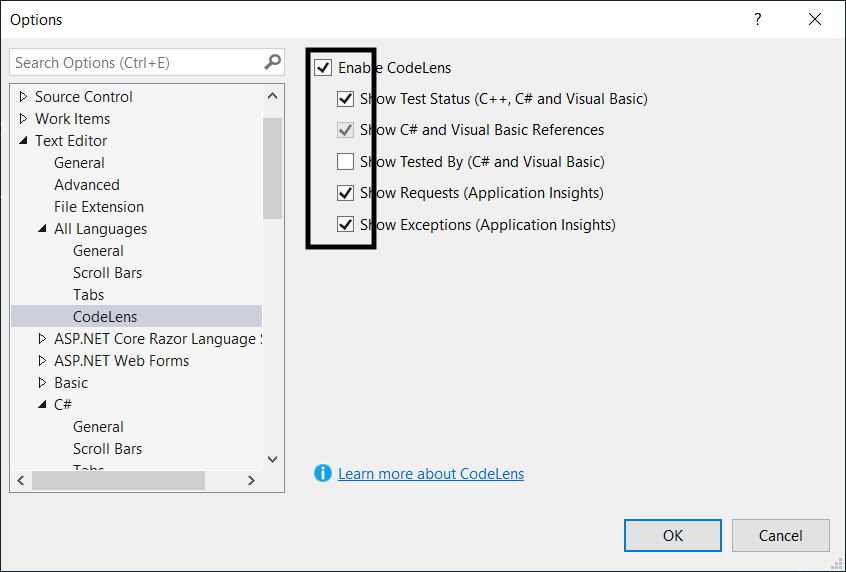 Options
?
Search Options (Ctrl+E)
Source Control
Work Items
Text Editor
General
Advanced
File Extension
All Languages
General
Scroll Bars
Tabs
CodeLens
ASP.NET Core Razor Language
ASP.NET Web Forms
Basic
C#
General
Scroll Bars
Tabs
Enable CodeLens
Show Test Status (C++, C# and Visual Basic)
Show C# and Visual Basic References
Show Tested By (C# and Visual Basic)
Show Requests (Application Insights)
Show Exceptions (Application Insights)
Learn more about CodeLens
OK
Cancel